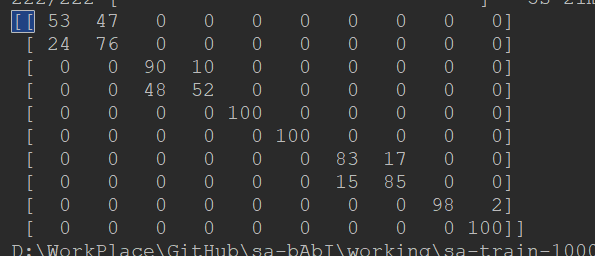 222/222 [ ] - 3s 21m
[[ 53 47 0 0 0 0 0 0 0 0]
[ 24 76 0 0 0 0 0 0 0 0]
[ 0 0 90 10 0 0 0 0 0 0]
[ 0 0 48 52 0 0 0 0 0 0]
[ 0 0 0 0 100 0 0 0 0 0]
[ 0 0 0 0 0 100 0 0 0 0]
[ 0 0 0 0 0 0 83 17 0 0]
[ 0 0 0 0 0 0 15 85 0 0]
[ 0 0 0 0 0 0 0 0 98 2]
[ 0 0 0 0 0 0 0 0 0 100]]
D:\WorkPlace\GitHub\sa-bAbI\working\sa-train-1000